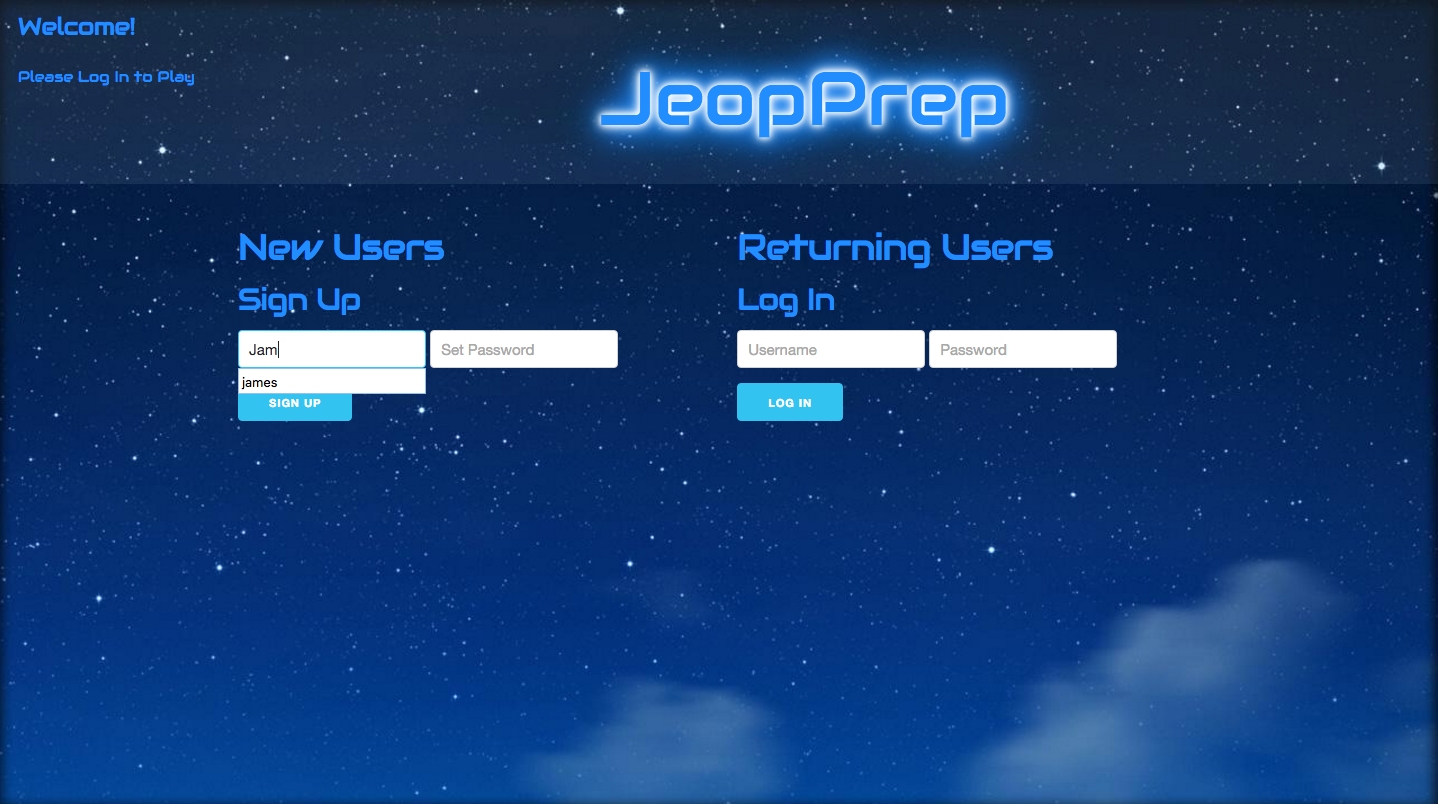 Welcome!
Please Log In to Play
JeopPrep
New Users
Sign Up
Jam
Set Password
james
SIGN UP
Returning Users
Log In
Username
Password
LOG IN